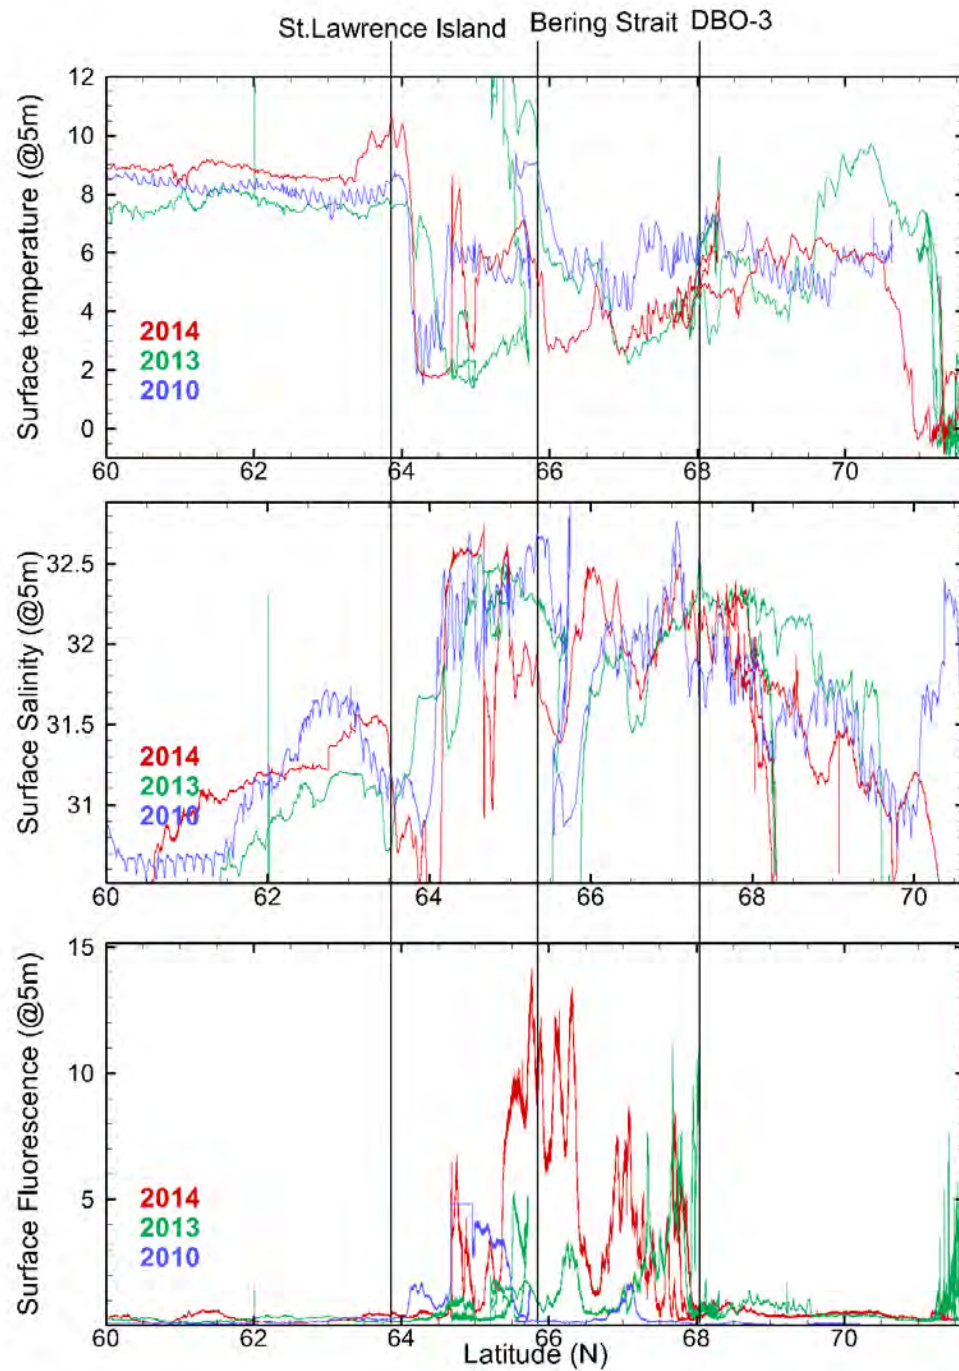 St.Lawrence Island Bering Strait DBO-3
Surface temperature (@5m)
12
10
8
6
4
2
0
2014
2013
2010
60 62 64 66 68 70
Surface Salinity (@5m)
32.5
32
31.5
31
2014
2013
2010
60 62 64 66 68 70
Surface Fluorescence (@5m)
15
10
5
2014
2013
2010
60 62 64 66 68 70
Latitude (N)